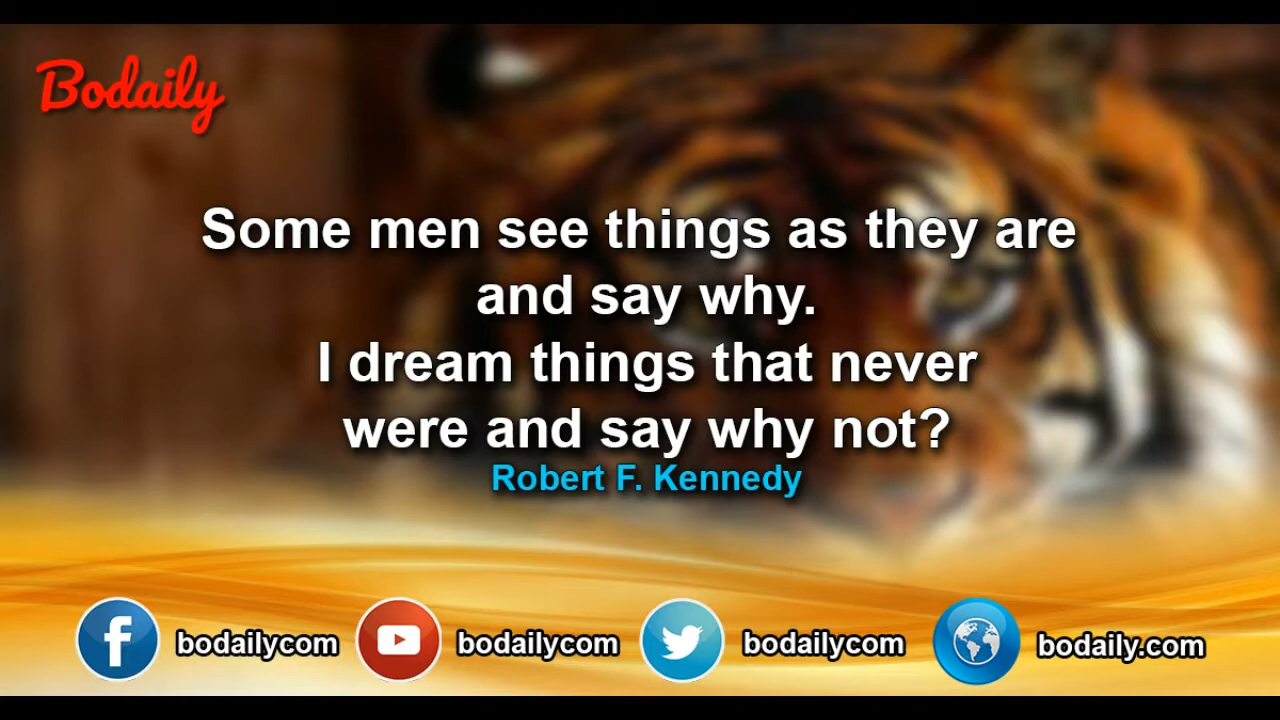 Bodaily
Some men see things as they are
and say why.
I dream things that never
were and say why not?
Robert F. Kennedy
bodailycom
bodailycom
bodailycom
bodaily.com